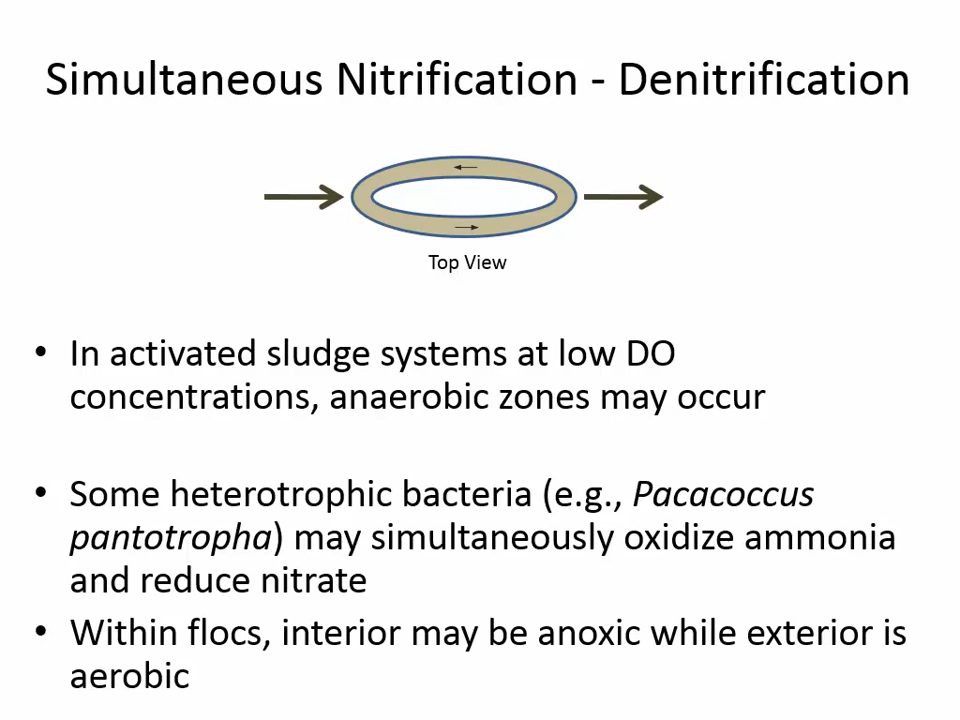 Simultaneous Nitrification - Denitrification
Top View
• In activated sludge systems at low DO
concentrations, anaerobic zones may occur
• Some heterotrophic bacteria (e.g., Pacacoccus
pantotropha) may simultaneously oxidize ammonia
and reduce nitrate
• Within flocs, interior may be anoxic while exterior is
aerobic